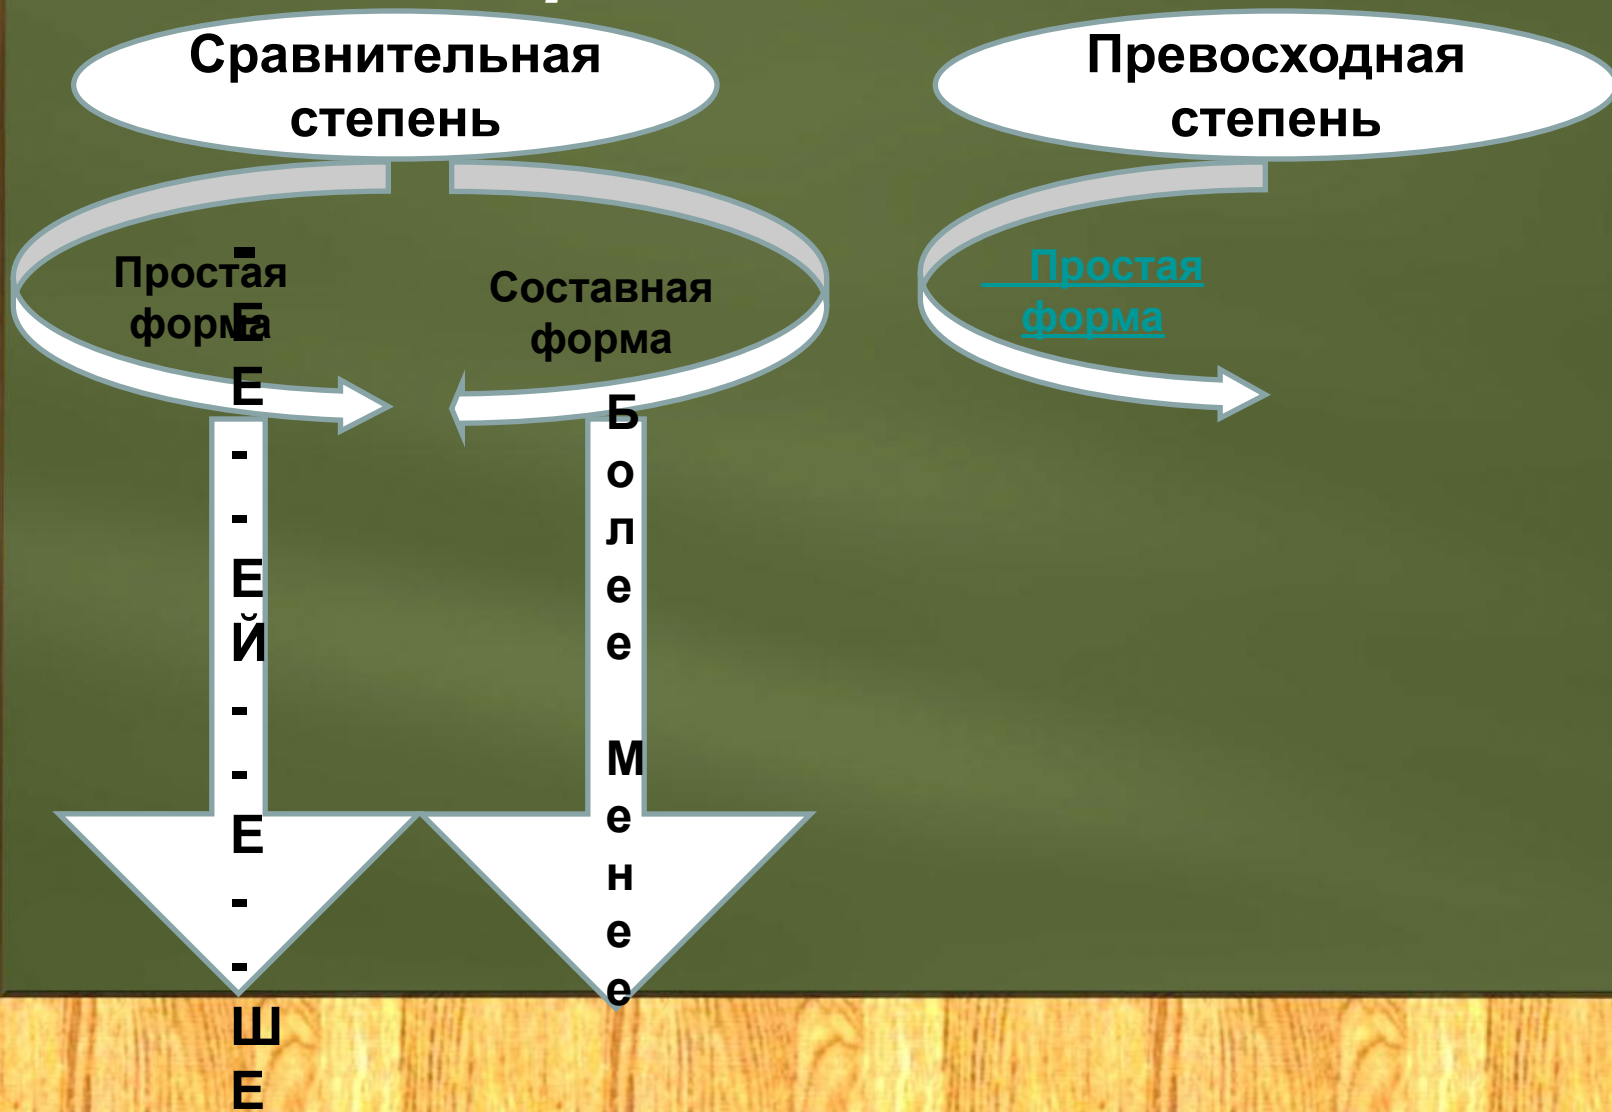 Сравнительная
степень
Превосходная
степень
Простая
форма
Составная
форма
Простая
форма
-
Е
Е
-
-
Е
Й
-
-
Е
-
-
Ш
Е
Б
о
л
е
е
М
е
н
е
е